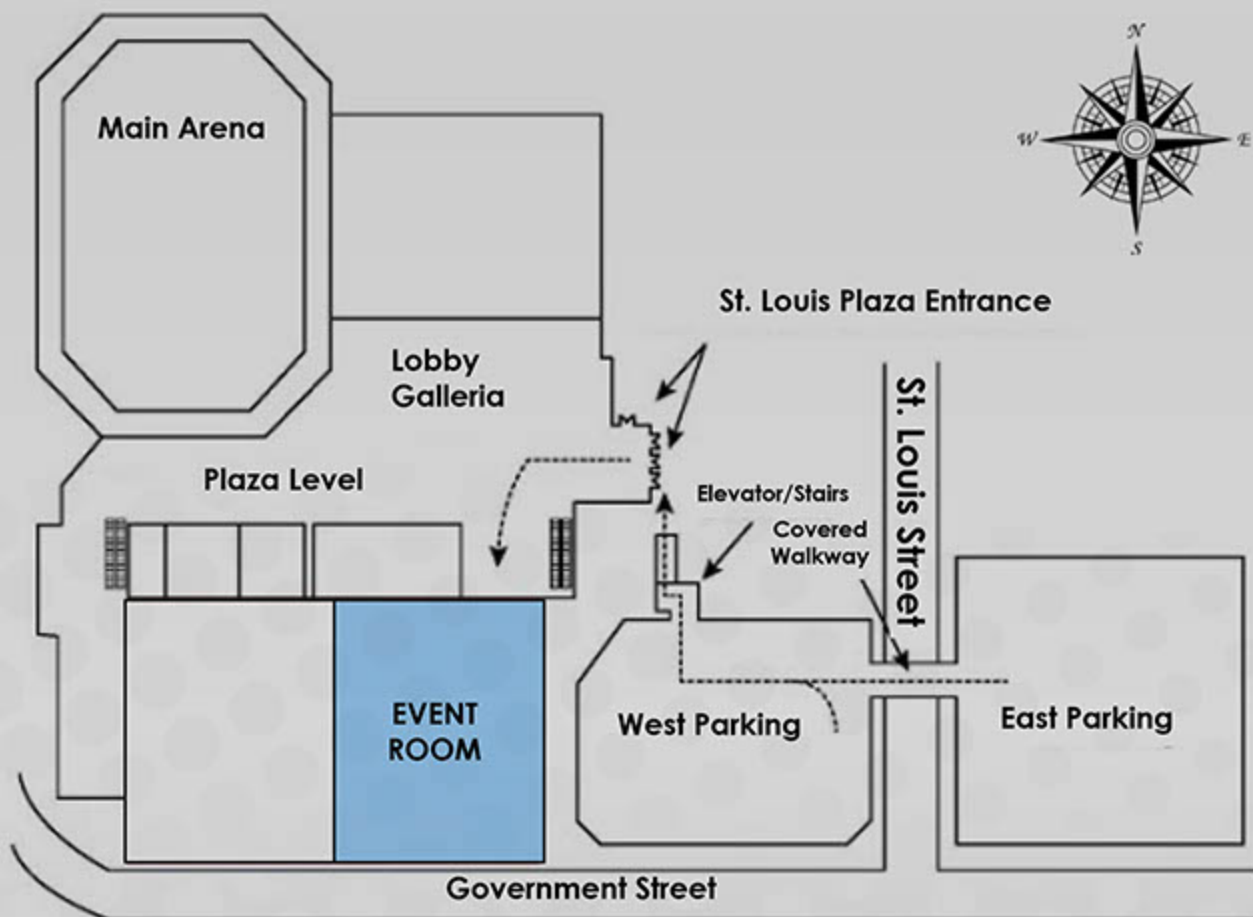 N
Main Arena
W
E
S
St. Louis Plaza Entrance
Lobby
Galleria
St. Louis Street
Plaza Level
Elevator/Stairs
Covered
Walkway
EVENT
ROOM
West Parking
East Parking
Government Street